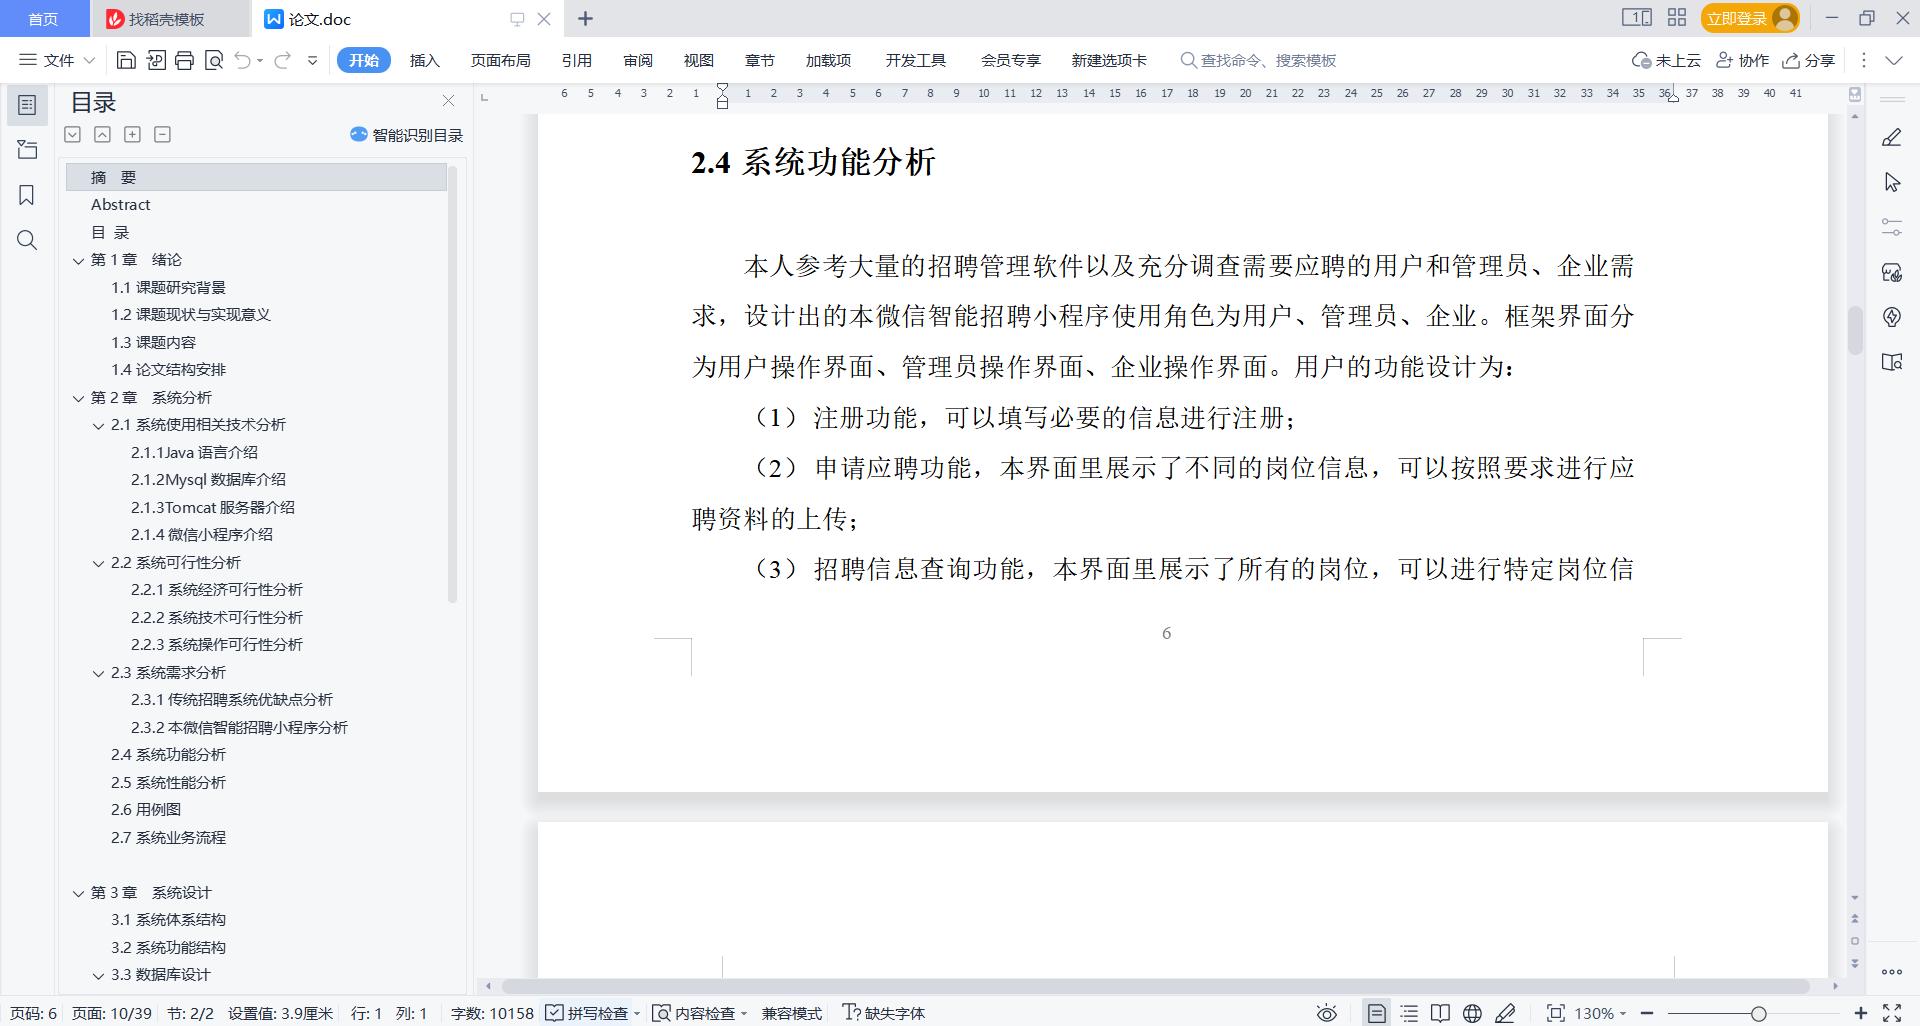 首页
找稻壳模板
论文.doc
1
立即登录
文件
开始
插入
页面布局
引用
审阅
视图
章节
加载项
开发工具
会员专享
新建选项卡
查找命令、搜索模板
未上云
协作
分享
目录
智能识别目录
6 5 4 3 2 1 1 2 3 4 5 6 7 8 9 10 11 12 13 14 15 16 17 18 19 20 21 22 23 24 25 26 27 28 29 30 31 32 33 34 35 36 37 38 39 40 41
摘 要
Abstract
目 录
第 1 章 绪论
1.1 课题研究背景
1.2 课题现状与实现意义
1.3 课题内容
1.4 论文结构安排
第 2 章 系统分析
2.1 系统使用相关技术分析
2.1.1Java 语言介绍
2.1.2Mysql 数据库介绍
2.1.3Tomcat 服务器介绍
2.1.4 微信小程序介绍
2.2 系统可行性分析
2.2.1 系统经济可行性分析
2.2.2 系统技术可行性分析
2.2.3 系统操作可行性分析
2.3 系统需求分析
2.3.1 传统招聘系统优缺点分析
2.3.2 本微信智能招聘小程序分析
2.4 系统功能分析
2.5 系统性能分析
2.6 用例图
2.7 系统业务流程
第 3 章 系统设计
3.1 系统体系结构
3.2 系统功能结构
3.3 数据库设计
2.4 系统功能分析
本人参考大量的招聘管理软件以及充分调查需要应聘的用户和管理员、企业需
求，设计出的本微信智能招聘小程序使用角色为用户、管理员、企业。框架界面分
为用户操作界面、管理员操作界面、企业操作界面。用户的功能设计为：
（1） 注册功能，可以填写必要的信息进行注册；
（2） 申请应聘功能，本界面里展示了不同的岗位信息，可以按照要求进行应
聘资料的上传；
（3） 招聘信息查询功能，本界面里展示了所有的岗位，可以进行特定岗位信
6
页码: 6 页面: 10/39 节: 2/2 设置值: 3.9厘米 行: 1 列: 1 字数: 10158 拼写检查 内容检查 兼容模式 缺失字体 130%